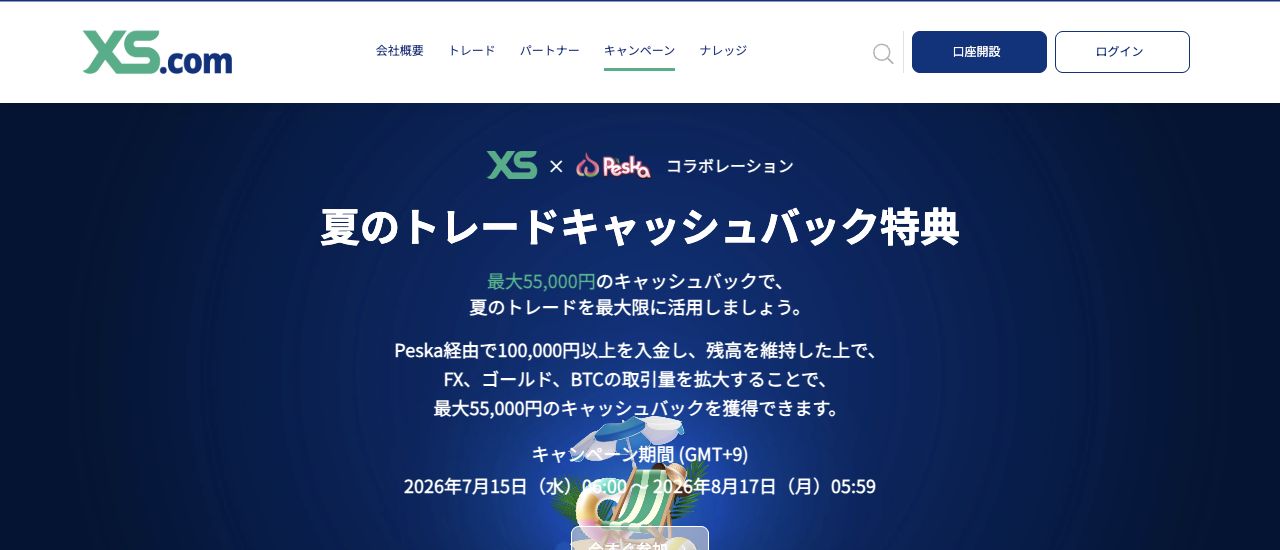 XS.com
会社概要 トレード パートナー キャンペーン ナレッジ 口座開設 ログイン
XS × Peska コラボレーション
夏のトレードキャッシュバック特典
最大55,000円のキャッシュバックで、
夏のトレードを最大限に活用しましょう。
Peska経由で100,000円以上を入金し、残高を維持した上で、
FX、ゴールド、BTCの取引量を拡大することで、
最大55,000円のキャッシュバックを獲得できます。
キャンペーン期間 (GMT+9)
2026年7月15日（水）06:00 ～ 2026年8月17日（月）05:59
今すぐ参加